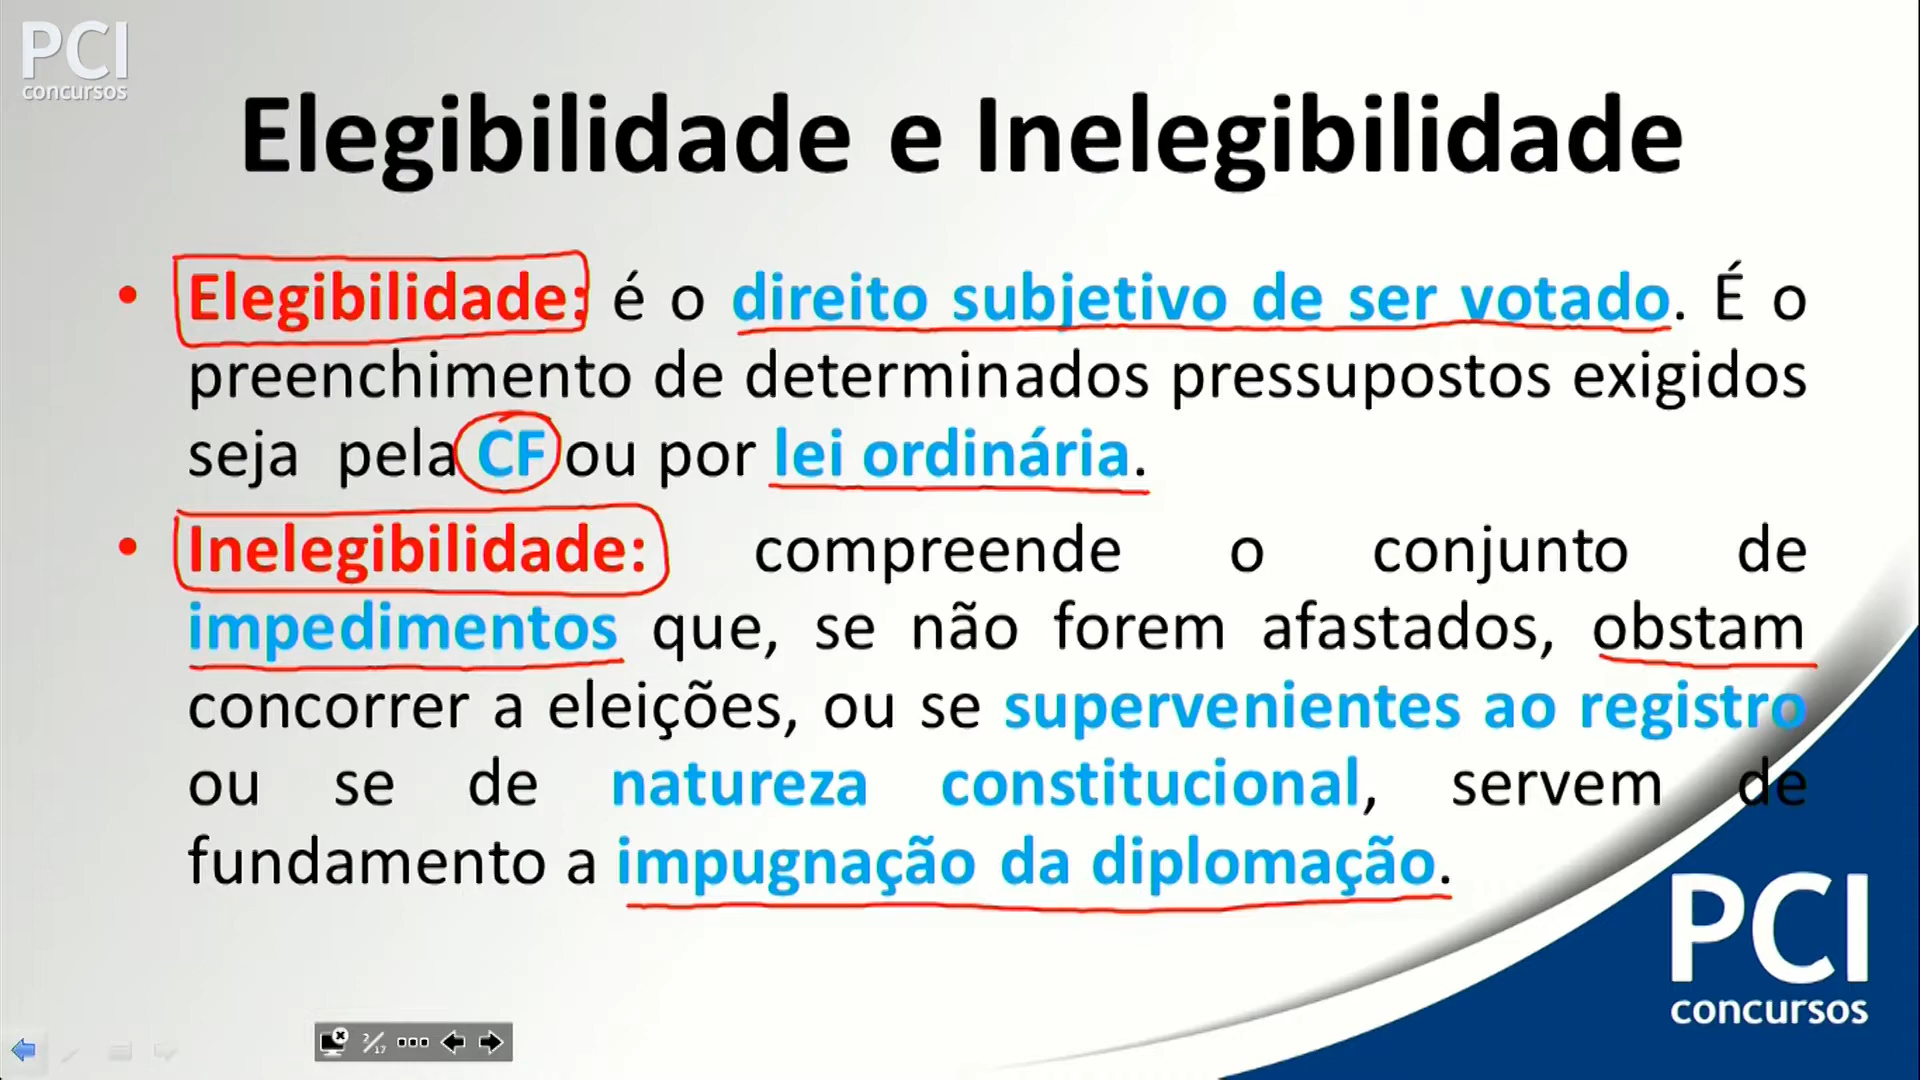 PCI
concursos
Elegibilidade e Inelegibilidade
• Elegibilidade: é o direito subjetivo de ser votado. É o
preenchimento de determinados pressupostos exigidos
seja pela CF ou por lei ordinária.
• Inelegibilidade: compreende o conjunto de
impedimentos que, se não forem afastados, obstam
concorrer a eleições, ou se supervenientes ao registro
ou se de natureza constitucional, servem de
fundamento a impugnação da diplomação.
PCI
concursos
2/17